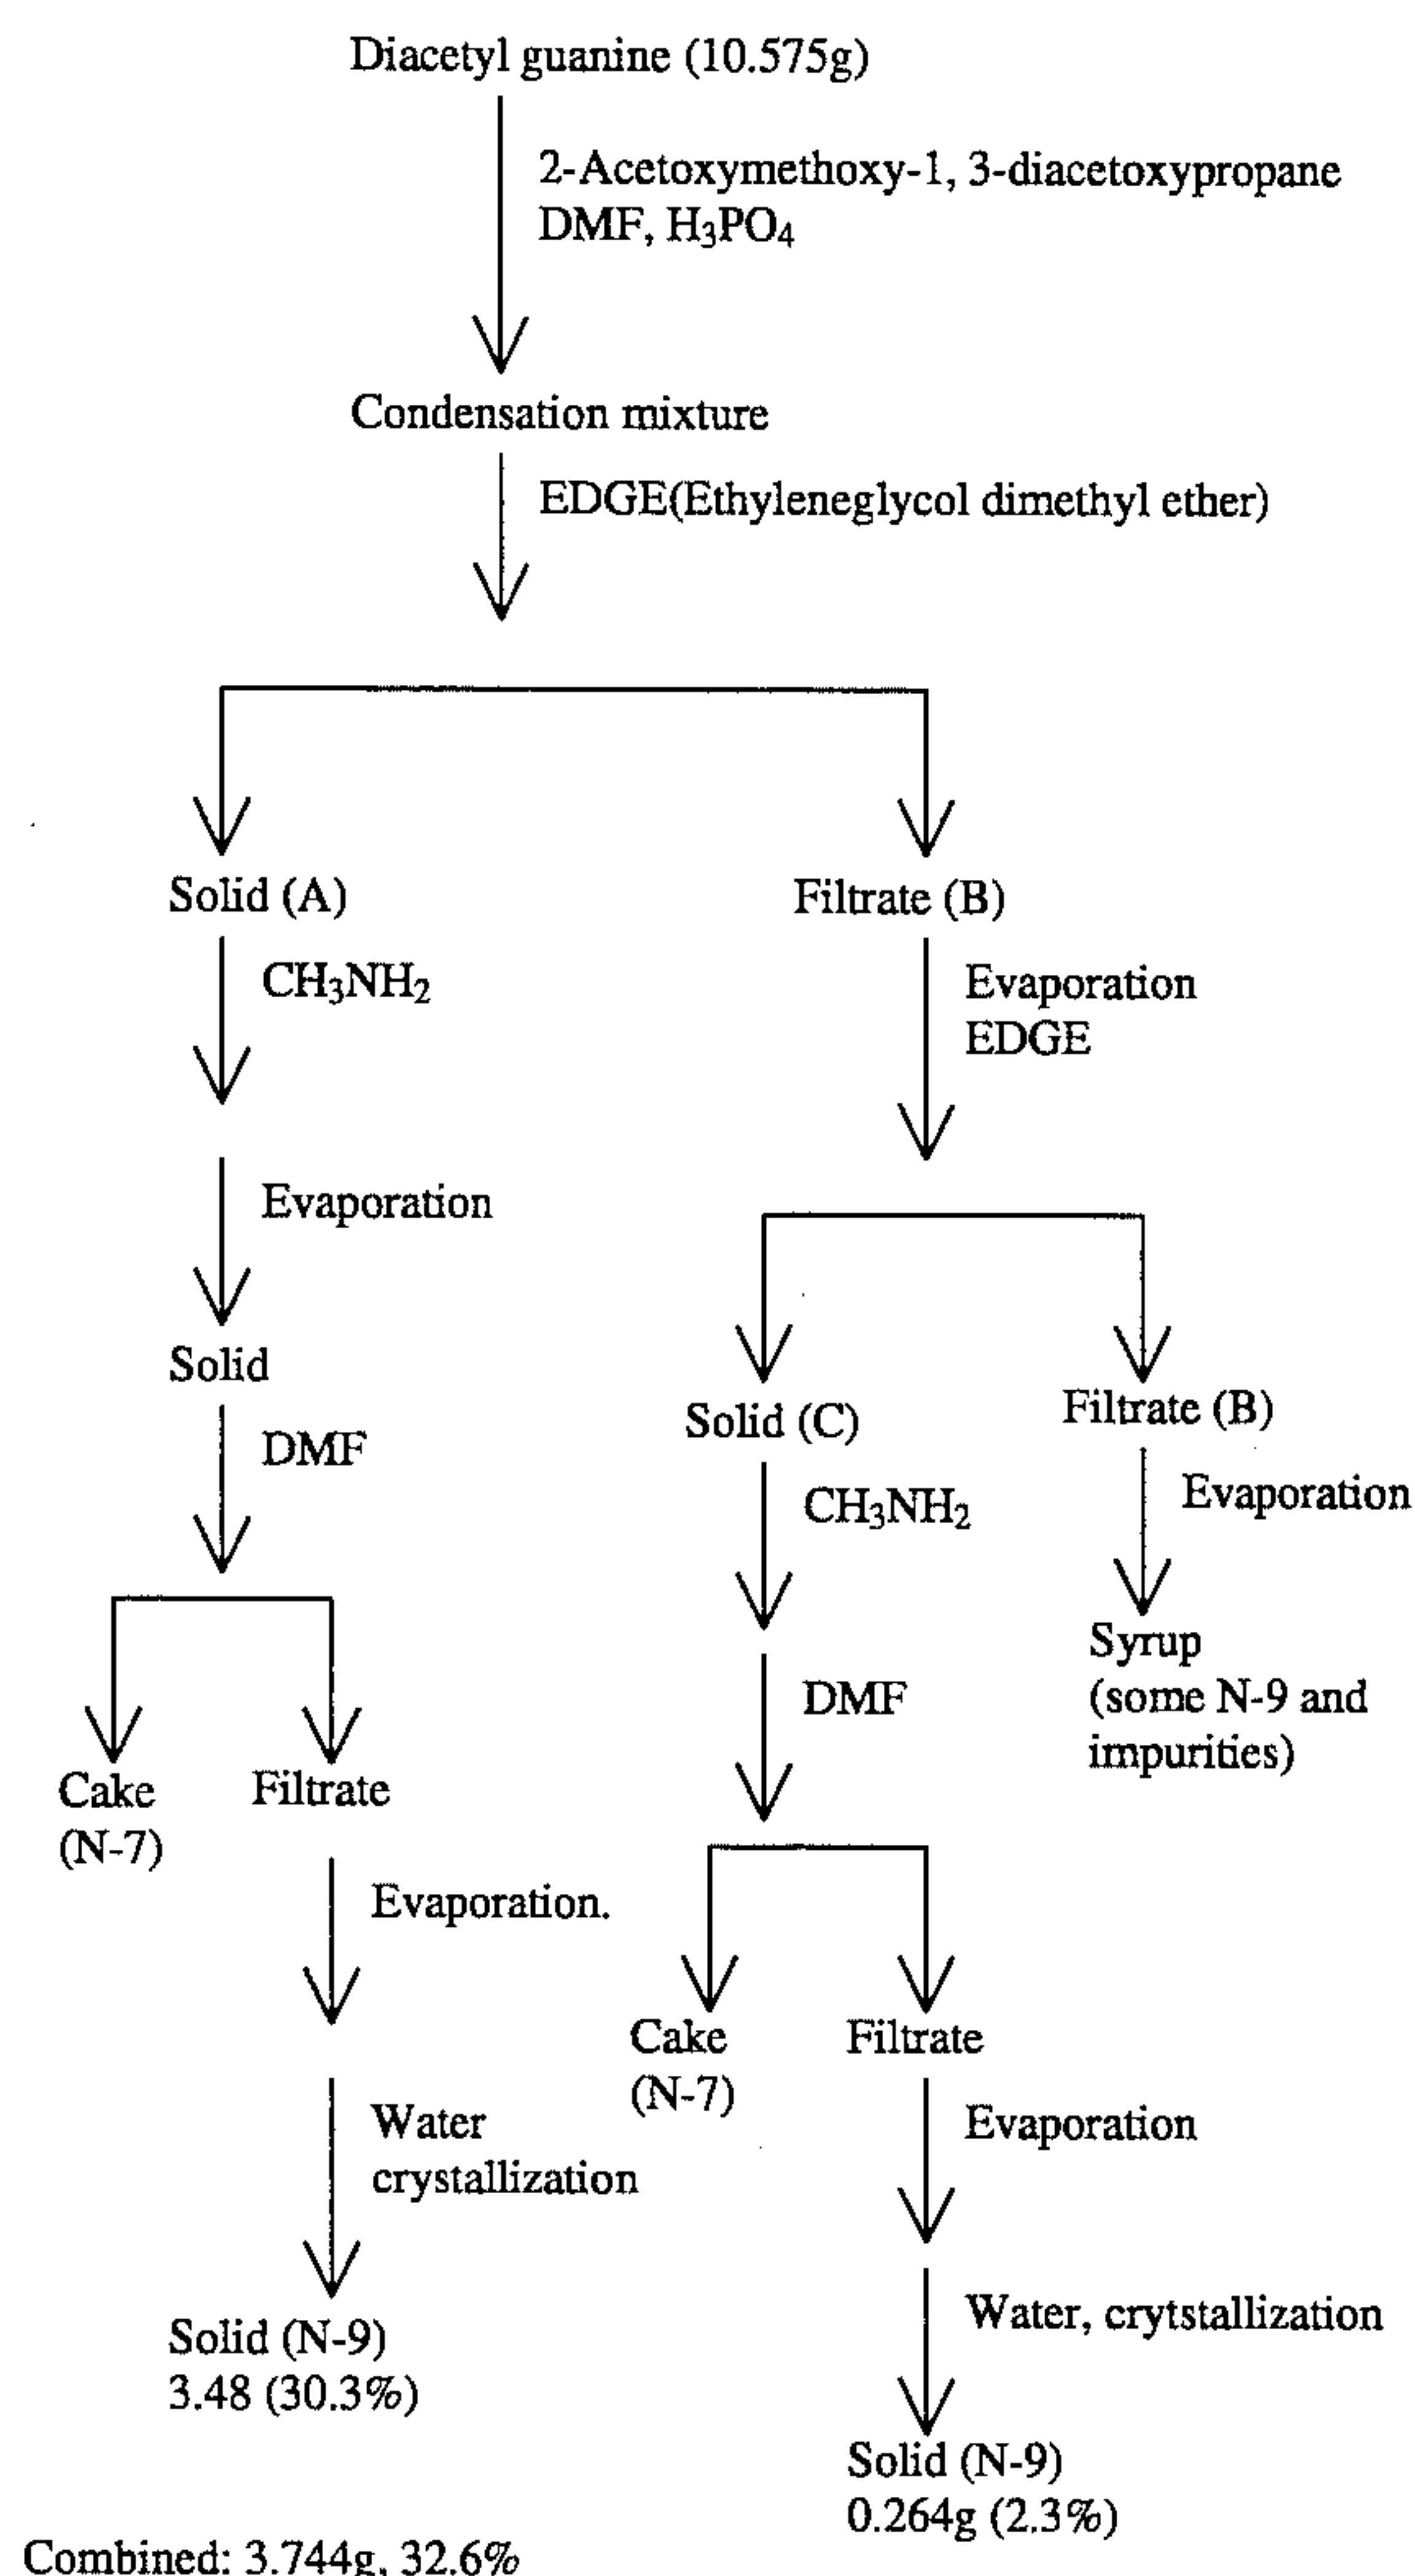 Diacetyl guanine (10.575g)
2-Acetoxymethoxy-1, 3-diacetoxypropane
DMF, H₃PO₄
Condensation mixture
EDGE(Ethyleneglycol dimethyl ether)
Solid (A)
CH₃NH₂
Evaporation
Solid
DMF
Cake
(N-7)
Filtrate
Evaporation.
Water
crystallization
Solid (N-9)
3.48 (30.3%)
Filtrate (B)
Evaporation
EDGE
Solid (C)
CH₃NH₂
DMF
Cake
(N-7)
Filtrate
Evaporation
Water, crytstallization
Solid (N-9)
0.264g (2.3%)
Filtrate (B)
Evaporation
Syrup
(some N-9 and
impurities)
Combined: 3.744g, 32.6%